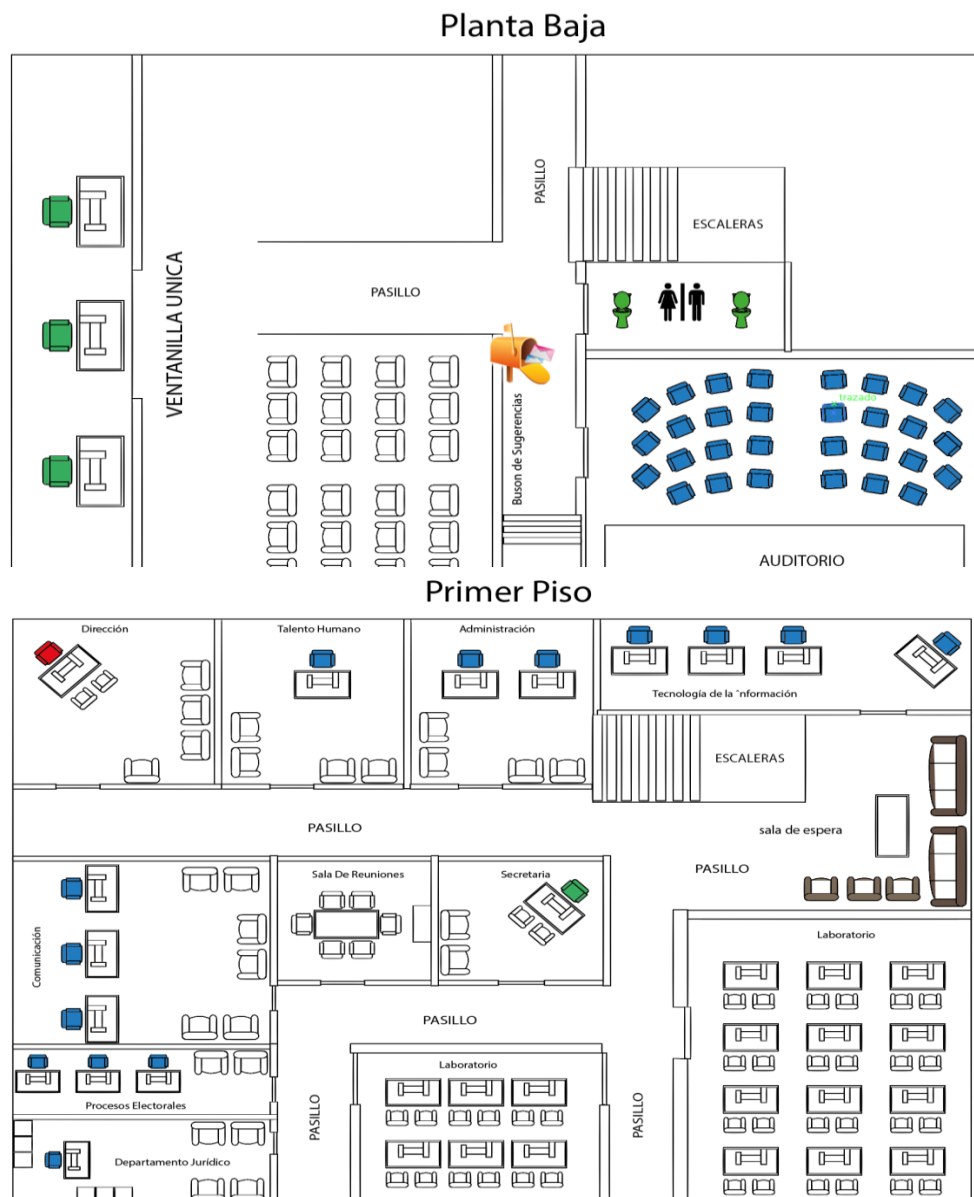 Planta Baja
PASILLO
ESCALERAS
VENTANILLA UNICA
PASILLO
trazado
Buson de Sugerencias
AUDITORIO
Primer Piso
Dirección
Talento Humano
Administración
Tecnología de la ¨nformación
ESCALERAS
PASILLO
sala de espera
PASILLO
Sala De Reuniones
Secretaria
Comunicación
Laboratorio
PASILLO
Laboratorio
Procesos Electorales
PASILLO
PASILLO
Departamento Jurídico